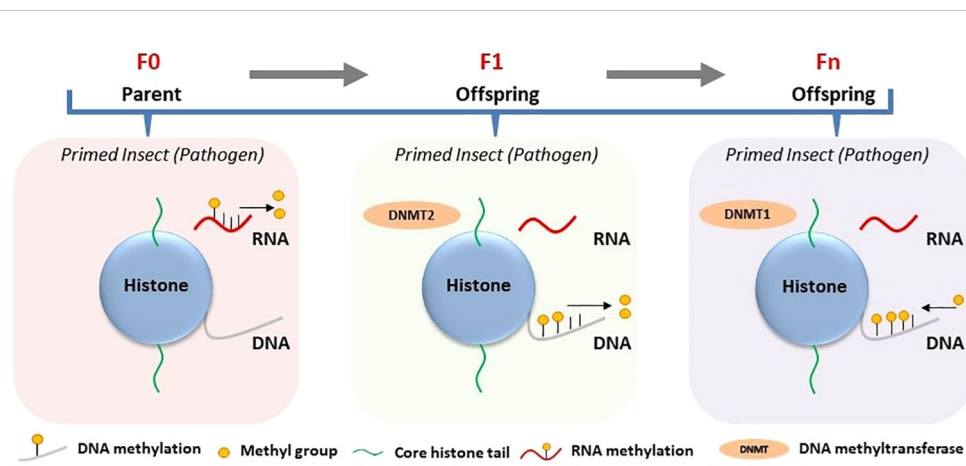 F0
F1
Fn
Parent
Offspring
Offspring
Primed Insect (Pathogen)
Primed Insect (Pathogen)
Primed Insect (Pathogen)
RNA
Histone
DNA
DNMT2
RNA
Histone
DNA
DNMT1
RNA
Histone
DNA
DNA methylation
Methyl group
Core histone tail
RNA methylation
DNMT
DNA methyltransferase